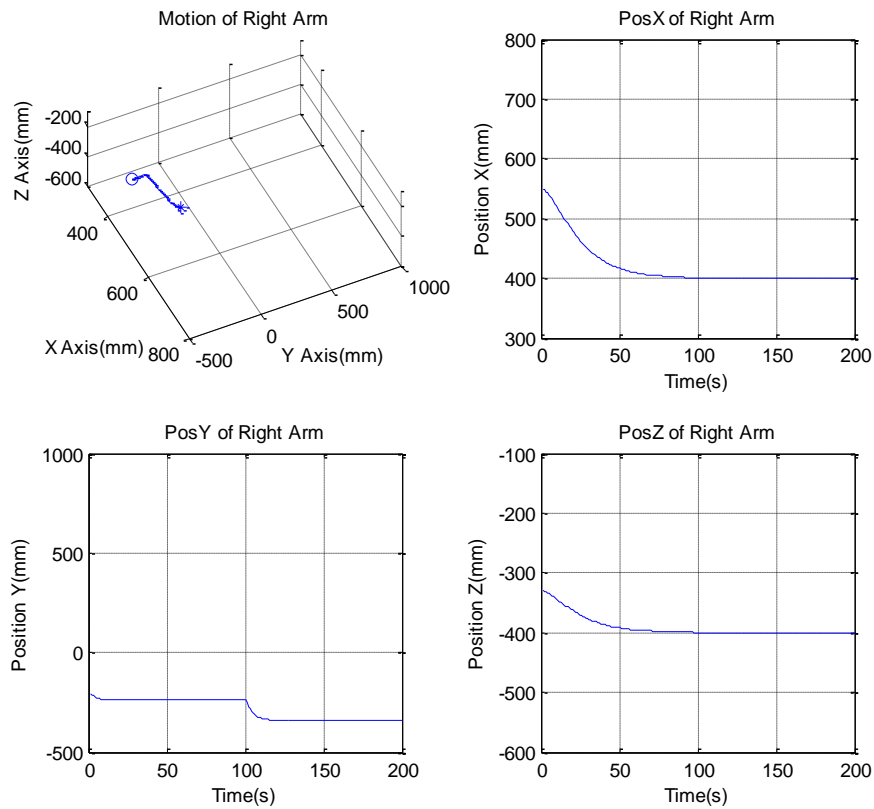 Motion of Right Arm
Z Axis(mm)
-200
-400
-600
400
600
800
X Axis(mm)
-500
0
500
1000
Y Axis(mm)
PosX of Right Arm
Position X(mm)
800
700
600
500
400
300
0 50 100 150 200
Time(s)
PosY of Right Arm
Position Y(mm)
1000
500
0
-500
0 50 100 150 200
Time(s)
PosZ of Right Arm
Position Z(mm)
-100
-200
-300
-400
-500
-600
0 50 100 150 200
Time(s)